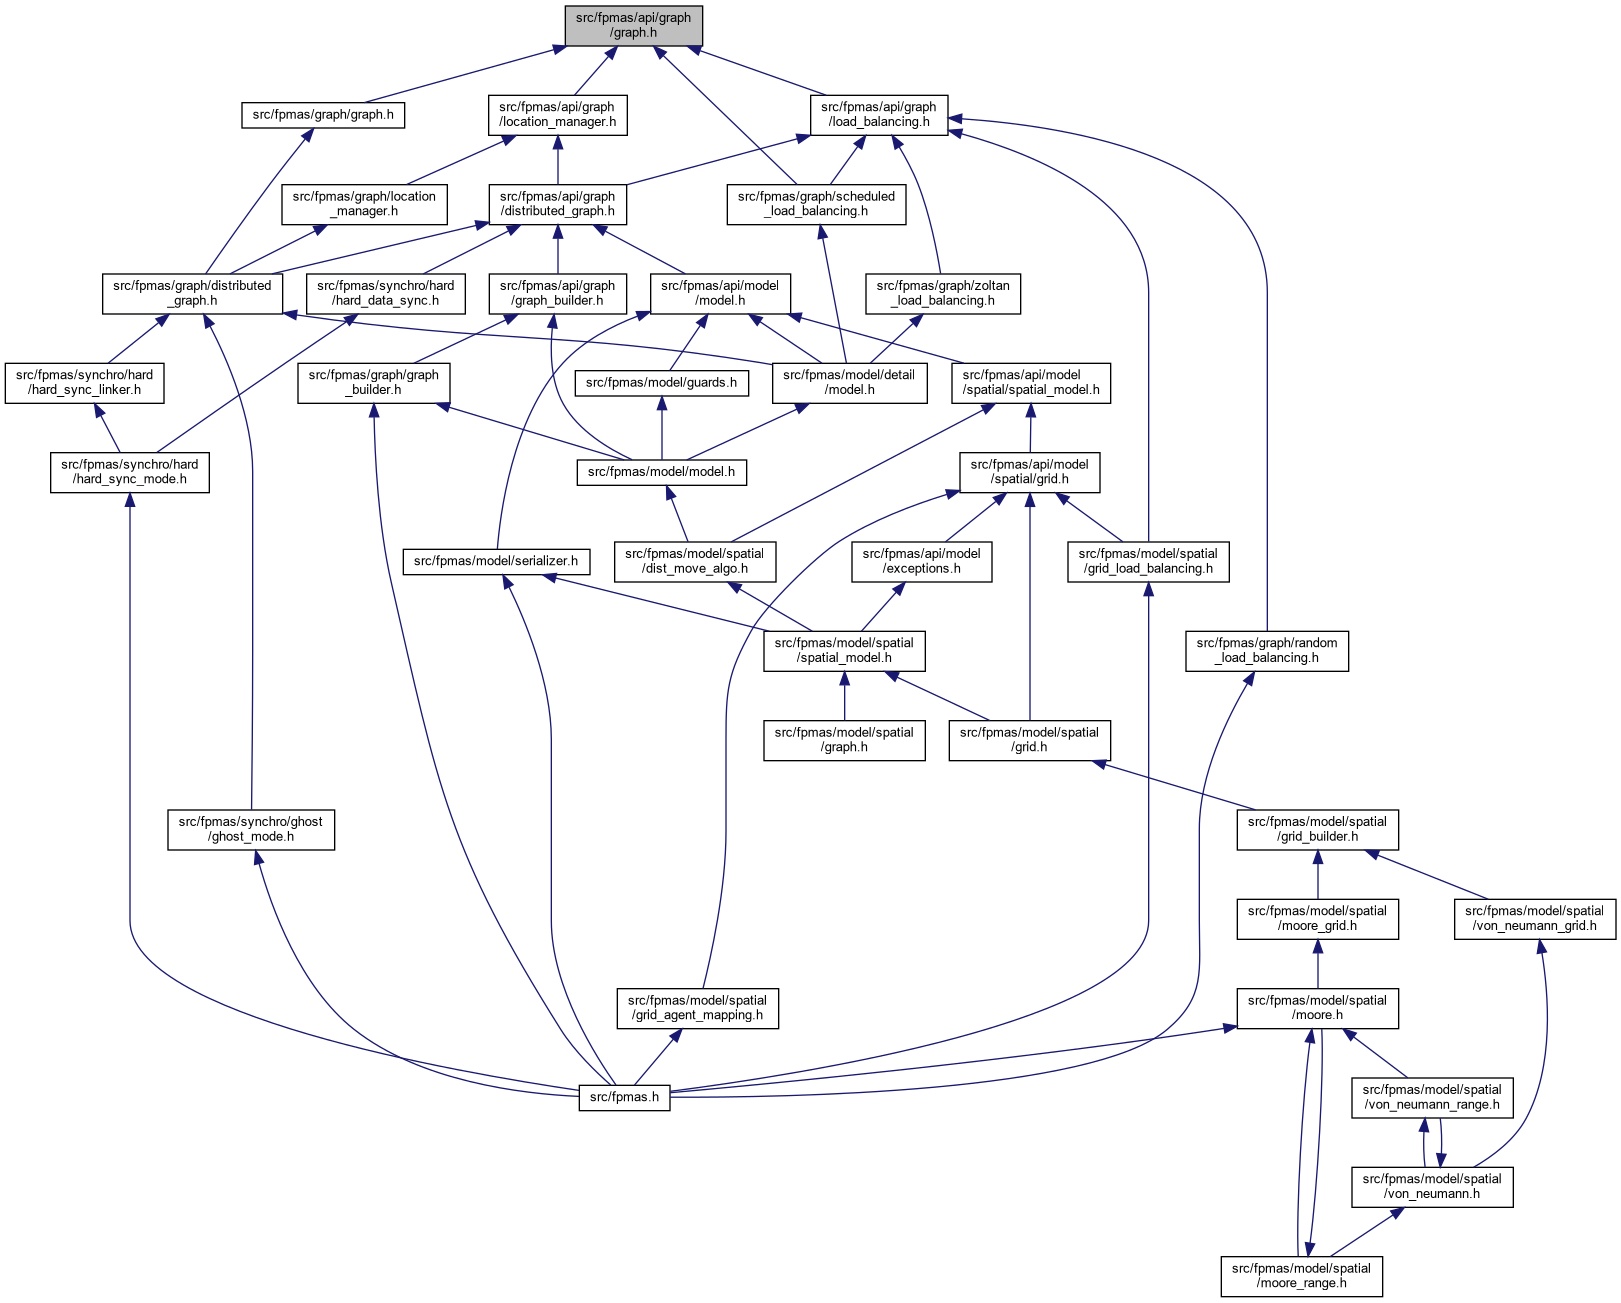 src/fpmas/api/graph
/graph.h
src/fpmas/graph/graph.h
src/fpmas/api/graph
/location_manager.h
src/fpmas/api/graph
/load_balancing.h
src/fpmas/graph/location
_manager.h
src/fpmas/api/graph
/distributed_graph.h
src/fpmas/graph/scheduled
_load_balancing.h
src/fpmas/graph/distributed
_graph.h
src/fpmas/synchro/hard
/hard_data_sync.h
src/fpmas/api/graph
/graph_builder.h
src/fpmas/api/model
/model.h
src/fpmas/graph/zoltan
_load_balancing.h
src/fpmas/synchro/hard
/hard_sync_linker.h
src/fpmas/graph/graph
_builder.h
src/fpmas/model/guards.h
src/fpmas/model/detail
/model.h
src/fpmas/api/model
/spatial/spatial_model.h
src/fpmas/synchro/hard
/hard_sync_mode.h
src/fpmas/model/model.h
src/fpmas/api/model
/spatial/grid.h
src/fpmas/model/serializer.h
src/fpmas/model/spatial
/dist_move_algo.h
src/fpmas/api/model
/exceptions.h
src/fpmas/model/spatial
/grid_load_balancing.h
src/fpmas/model/spatial
/spatial_model.h
src/fpmas/graph/random
_load_balancing.h
src/fpmas/model/spatial
/graph.h
src/fpmas/model/spatial
/grid.h
src/fpmas/synchro/ghost
/ghost_mode.h
src/fpmas/model/spatial
/grid_builder.h
src/fpmas/model/spatial
/moore_grid.h
src/fpmas/model/spatial
/von_neumann_grid.h
src/fpmas/model/spatial
/grid_agent_mapping.h
src/fpmas/model/spatial
/moore.h
src/fpmas.h
src/fpmas/model/spatial
/von_neumann_range.h
src/fpmas/model/spatial
/von_neumann.h
src/fpmas/model/spatial
/moore_range.h